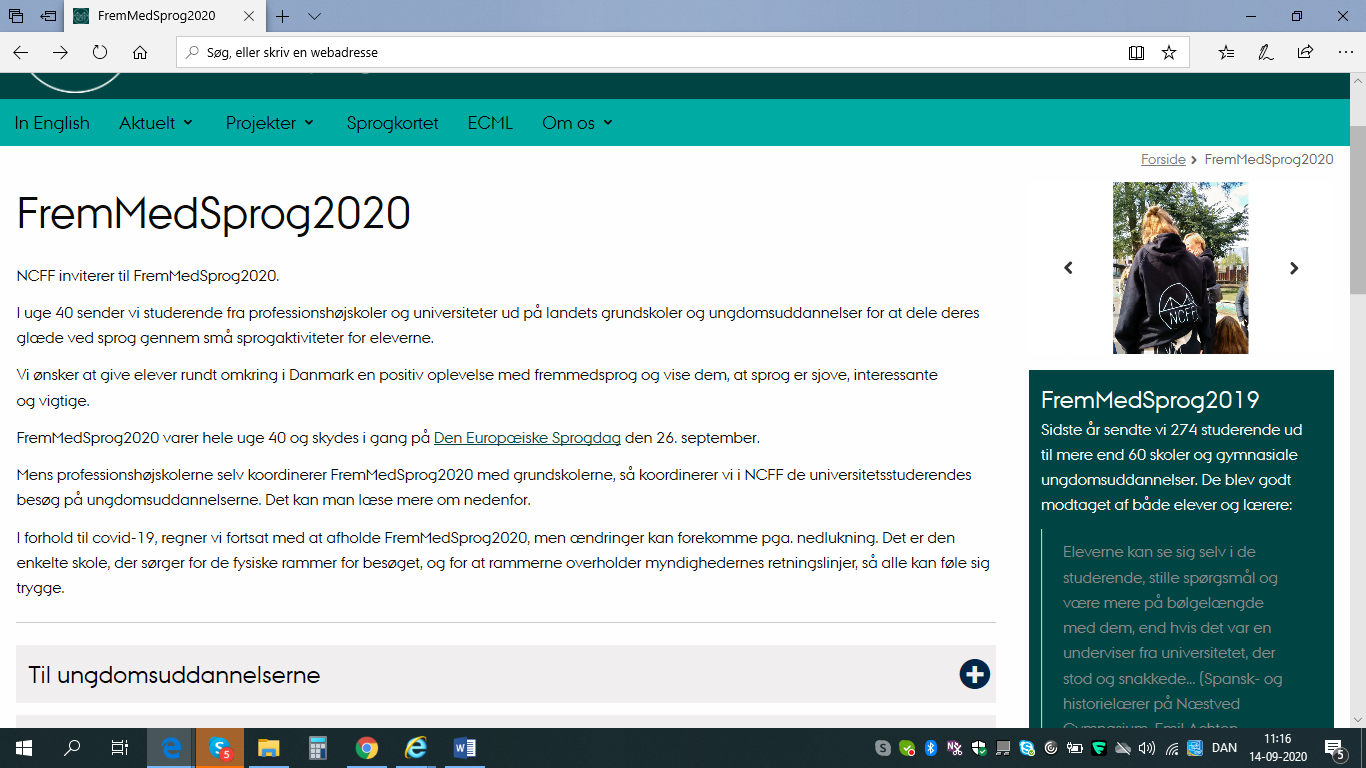 FremMedSprog2020
Søg, eller skriv en webadresse
In English Aktuelt Projekter Sprogkortet ECML Om os
Forside > FremMedSprog2020
FremMedSprog2020
NCFF inviterer til FremMedSprog2020.
I uge 40 sender vi studerende fra professionshøjskoler og universiteter ud på landets grundskoler og ungdomsuddannelser for at dele deres
glæde ved sprog gennem små sprogaktiviteter for eleverne.
Vi ønsker at give elever rundt omkring i Danmark en positiv oplevelse med fremmedsprog og vise dem, at sprog er sjove, interessante
og vigtige.
FremMedSprog2020 varer hele uge 40 og skydes i gang på Den Europæiske Sprogdag den 26. september.
Mens professionshøjskolerne selv koordinerer FremMedSprog2020 med grundskolerne, så koordinerer vi i NCFF de universitetsstuderendes
besøg på ungdomsuddannelserne. Det kan man læse mere om nedenfor.
I forhold til covid-19, regner vi fortsat med at afholde FremMedSprog2020, men ændringer kan forekomme pga. nedlukning. Det er den
enkelte skole, der sørger for de fysiske rammer for besøget, og for at rammerne overholder myndighedernes retningslinjer, så alle kan føle sig
trygge.
Til ungdomsuddannelserne
NCFF
FremMedSprog2019
Sidste år sendte vi 274 studerende ud
til mere end 60 skoler og gymnasiale
ungdomsuddannelser. De blev godt
modtaget af både elever og lærere:
Eleverne kan se sig selv i de
studerende, stille spørgsmål og
være mere på bølgelængde
med dem, end hvis det var en
underviser fra universitetet, der
stod og snakkede... (Spansk- og
historielærer på Næstved
Gymnasium, Emil Achton
5
DAN
11:16
14-09-2020
5